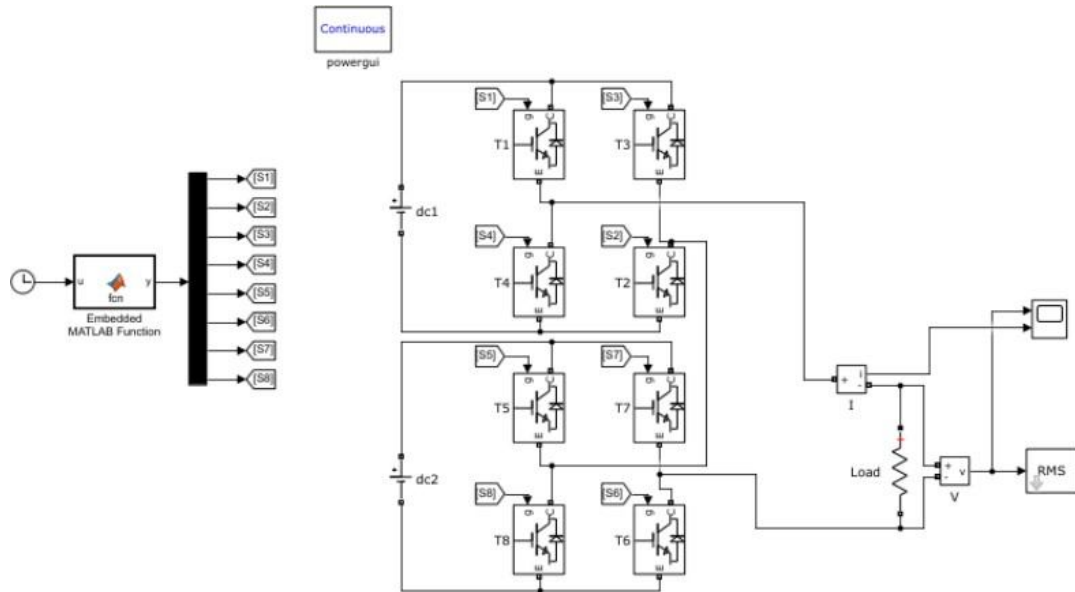 Continuous
powergui
[S1]
[S3]
g
C
g
C
T1
T3
E
E
[S1]
[S2]
[S3]
[S4]
[S5]
[S6]
[S7]
[S8]
+
dc1
[S4]
[S2]
g
C
g
C
T4
T2
E
E
u
fcn
y
Embedded
MATLAB Function
[S5]
[S7]
g
C
g
C
T5
T7
E
E
+
dc2
[S8]
[S6]
g
C
g
C
T8
T6
E
E
+
i
-
I
+
Load
+
-
v
V
RMS